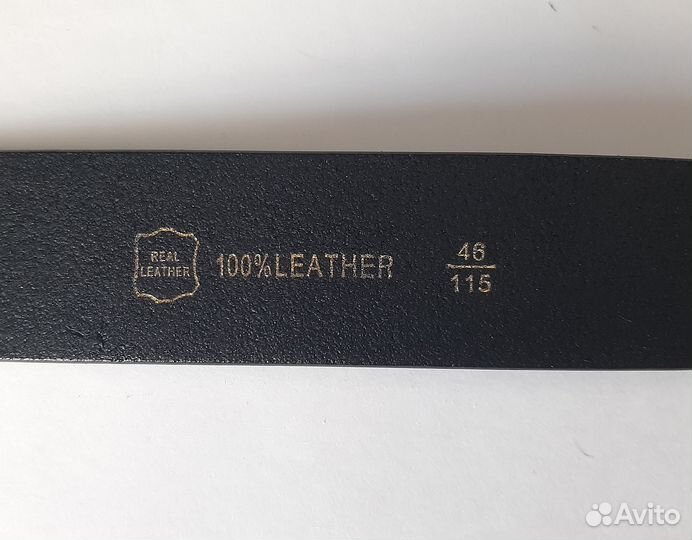 REAL
LEATHER
100% LEATHER
46
115
Avito